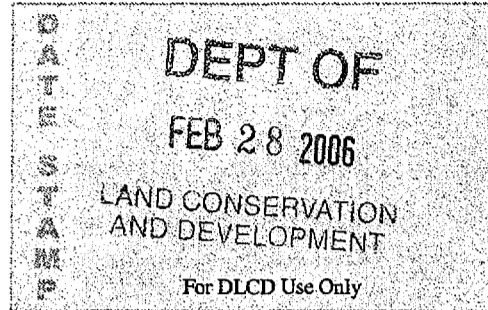 DATE STAMP
DEPT OF
FEB 28 2006
LAND CONSERVATION
AND DEVELOPMENT
For DLCD Use Only